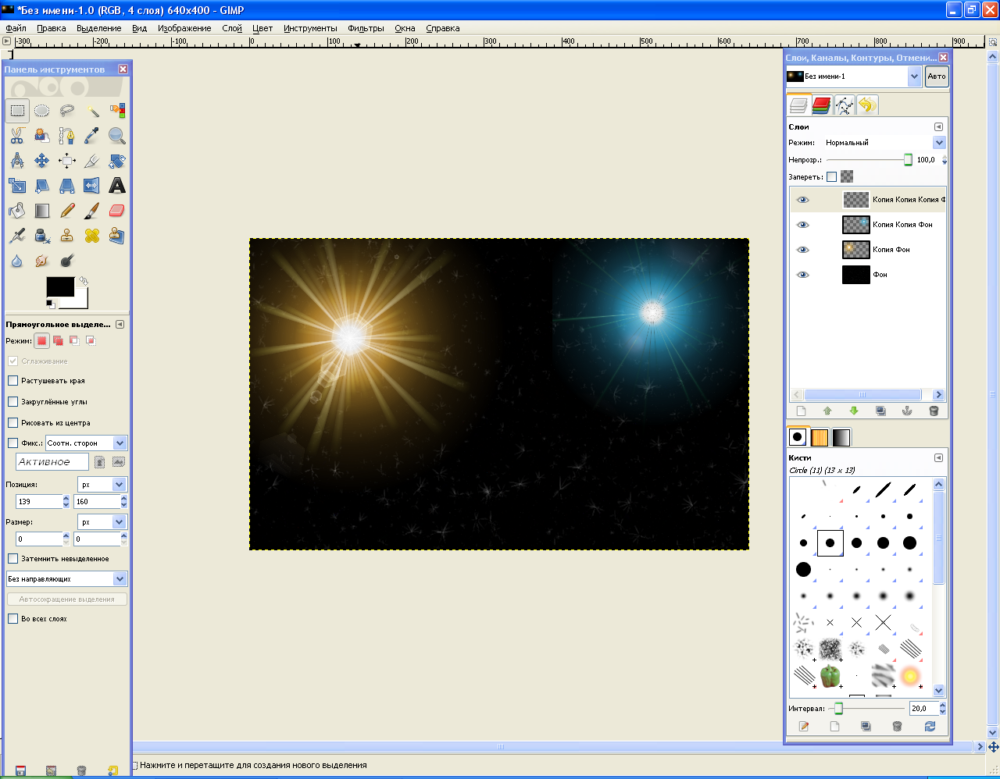 *Без имени-1.0 (RGB, 4 слоя) 640x400 - GIMP
Файл Правка Выделение Вид Изображение Слой Цвет Инструменты Фильтры Окна Справка
-300 -200 -100 0 100 200 300 400 500 600 700 800 900
Панель инструментов
Прямоугольное выделе...
Режим:
Сглаживание
Растушевать края
Закруглённые углы
Рисовать из центра
Фикс.: Соотн. сторон
Активное
Позиция: px
139 160
Размер: px
0 0
Затемнить невыделенное
Без направляющих
Автосокращение выделения
Во всех слоях
Слои, Каналы, Контуры, Отмени...
Без имени-1 Авто
Слои
Режим: Нормальный
Непрозр.: 100,0
Запереть:
Копия Копия Копия Ф
Копия Копия Фон
Копия Фон
Фон
Кисти
Circle (11) (13 x 13)
Интервал: 20,0
Нажмите и перетащите для создания нового выделения